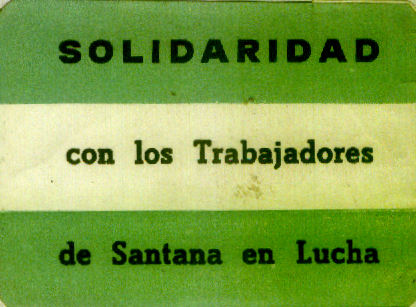 SOLIDARIDAD
con los Trabajadores
de Santana en Lucha